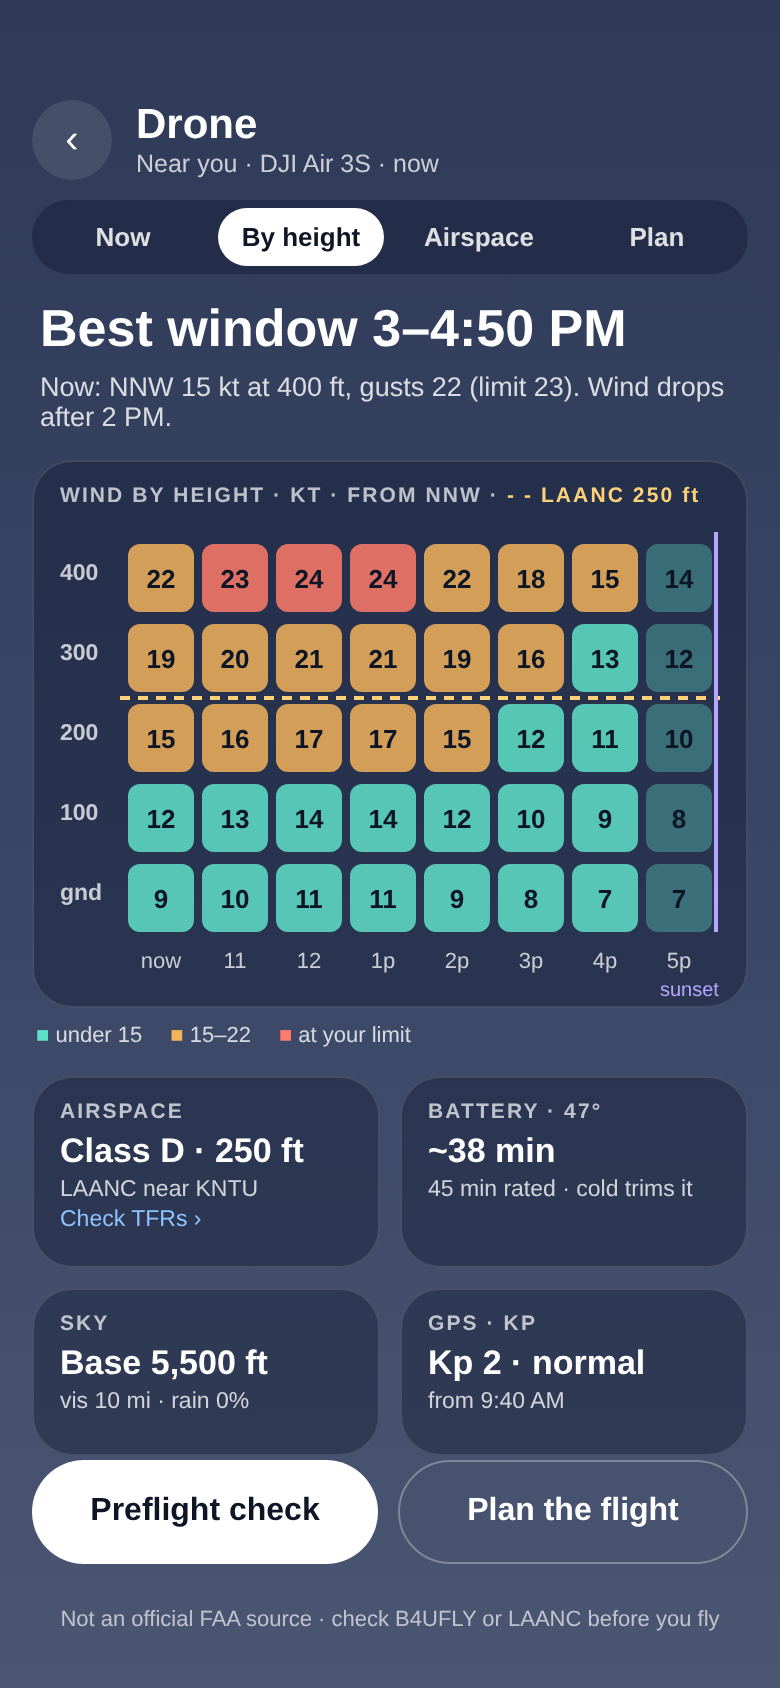 ‹
Drone
Near you · DJI Air 3S · now
Now By height Airspace Plan
Best window 3–4:50 PM
Now: NNW 15 kt at 400 ft, gusts 22 (limit 23). Wind drops
after 2 PM.
WIND BY HEIGHT · KT · FROM NNW · - - LAANC 250 ft
400 22 23 24 24 22 18 15 14
300 19 20 21 21 19 16 13 12
200 15 16 17 17 15 12 11 10
100 12 13 14 14 12 10 9 8
gnd 9 10 11 11 9 8 7 7
now 11 12 1p 2p 3p 4p 5p
sunset
■ under 15 ■ 15–22 ■ at your limit
AIRSPACE
Class D · 250 ft
LAANC near KNTU
Check TFRs ›
BATTERY · 47°
~38 min
45 min rated · cold trims it
SKY
Base 5,500 ft
vis 10 mi · rain 0%
GPS · KP
Kp 2 · normal
from 9:40 AM
Preflight check
Plan the flight
Not an official FAA source · check B4UFLY or LAANC before you fly